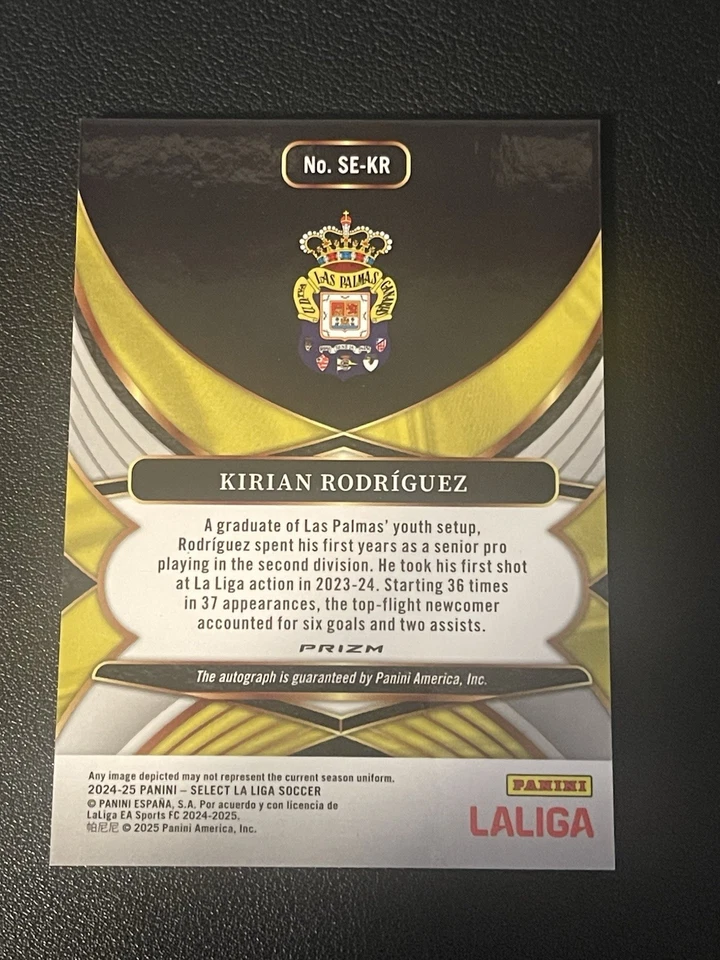 No. SE-KR
LAS PALMAS
KIRIAN RODRÍGUEZ
A graduate of Las Palmas' youth setup,
Rodríguez spent his first years as a senior pro
playing in the second division. He took his first shot
at La Liga action in 2023-24. Starting 36 times
in 37 appearances, the top-flight newcomer
accounted for six goals and two assists.
PRIZM
The autograph is guaranteed by Panini America, Inc.
Any image depicted may not represent the current season uniform.
2024-25 PANINI – SELECT LA LIGA SOCCER
© PANINI ESPAÑA, S.A. Por acuerdo y con licencia de
LaLiga EA Sports FC 2024-2025.
帕尼尼 © 2025 Panini America, Inc.
PANINI
LALIGA